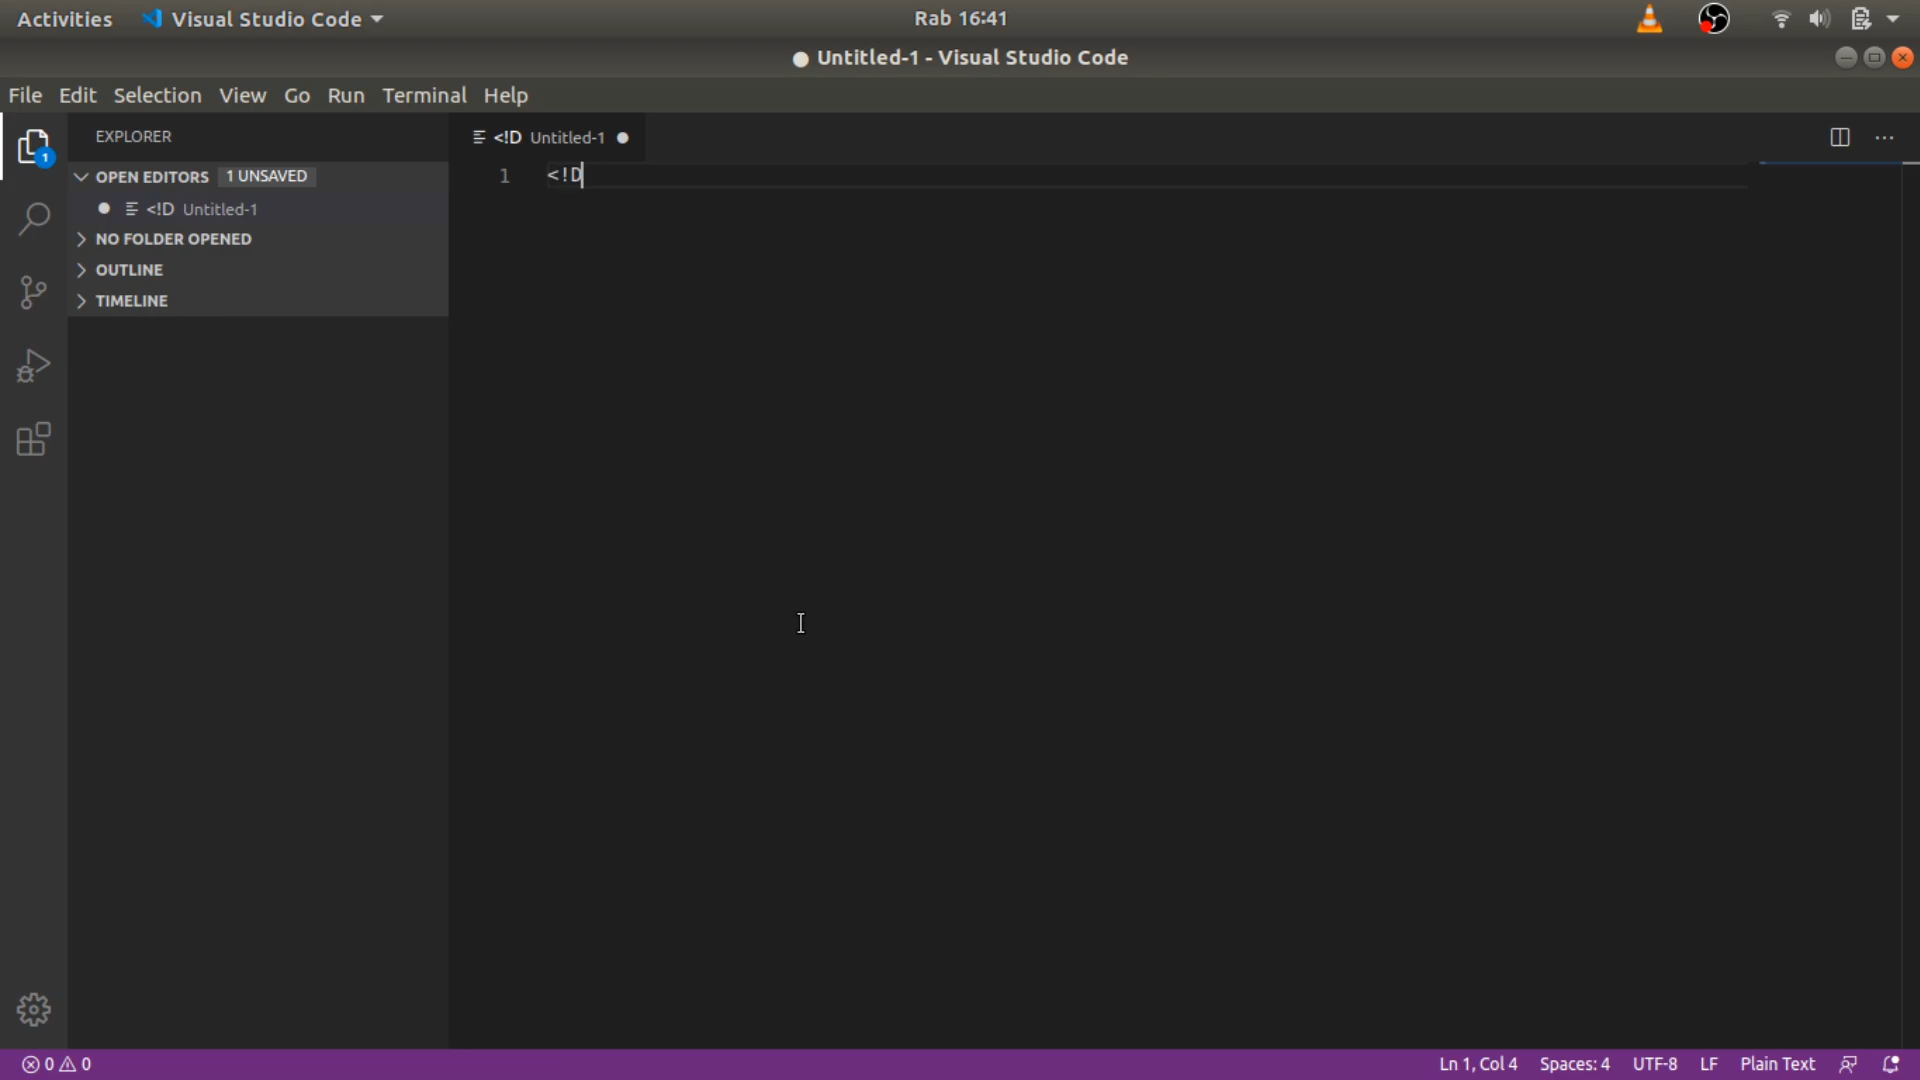 Activities Visual Studio Code Rab 16:41
Untitled-1 - Visual Studio Code
File Edit Selection View Go Run Terminal Help
EXPLORER
<!D Untitled-1
1
OPEN EDITORS 1 UNSAVED
1 <!D
<!D Untitled-1
NO FOLDER OPENED
OUTLINE
TIMELINE
0 0 Ln 1, Col 4 Spaces: 4 UTF-8 LF Plain Text